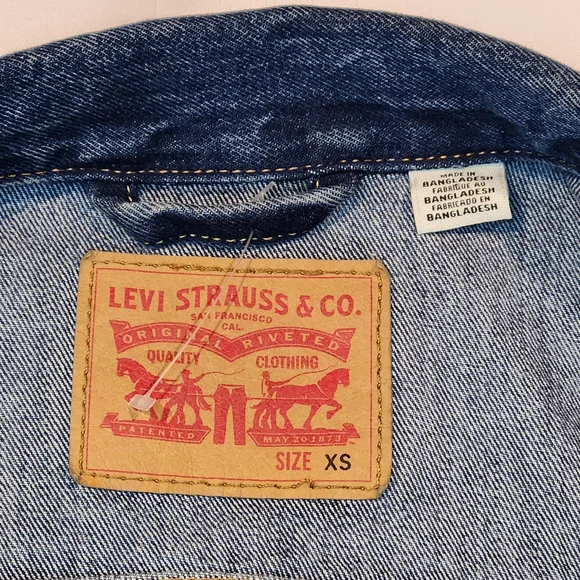 MADE IN
BANGLADESH
FABRIQUÉ AU
BANGLADESH
FABRICADO EN
BANGLADESH
LEVI STRAUSS & CO.
SAN FRANCISCO
CAL.
ORIGINAL RIVETED
QUALITY CLOTHING
PATENTED MAY 20 1873
SIZE XS